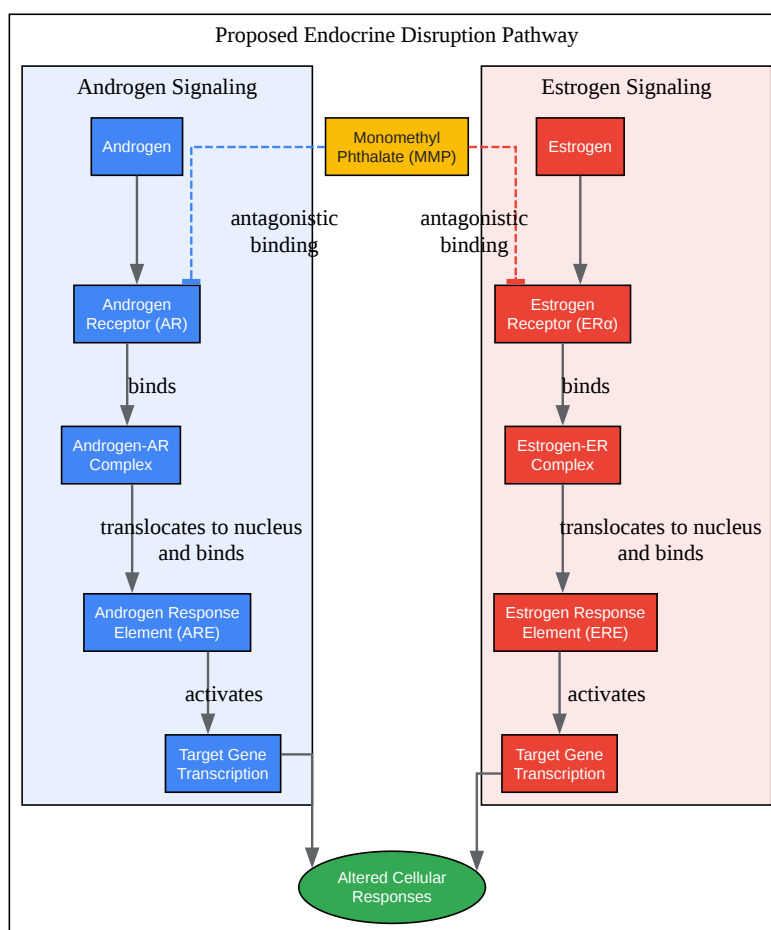 Proposed Endocrine Disruption Pathway
Androgen Signaling
Androgen
antagonistic
binding
Androgen
Receptor (AR)
binds
Androgen-AR
Complex
translocates to nucleus
and binds
Androgen Response
Element (ARE)
activates
Target Gene
Transcription
Monomethyl
Phthalate (MMP)
Estrogen Signaling
Estrogen
antagonistic
binding
Estrogen
Receptor (ERα)
binds
Estrogen-ER
Complex
translocates to nucleus
and binds
Estrogen Response
Element (ERE)
activates
Target Gene
Transcription
Altered Cellular
Responses